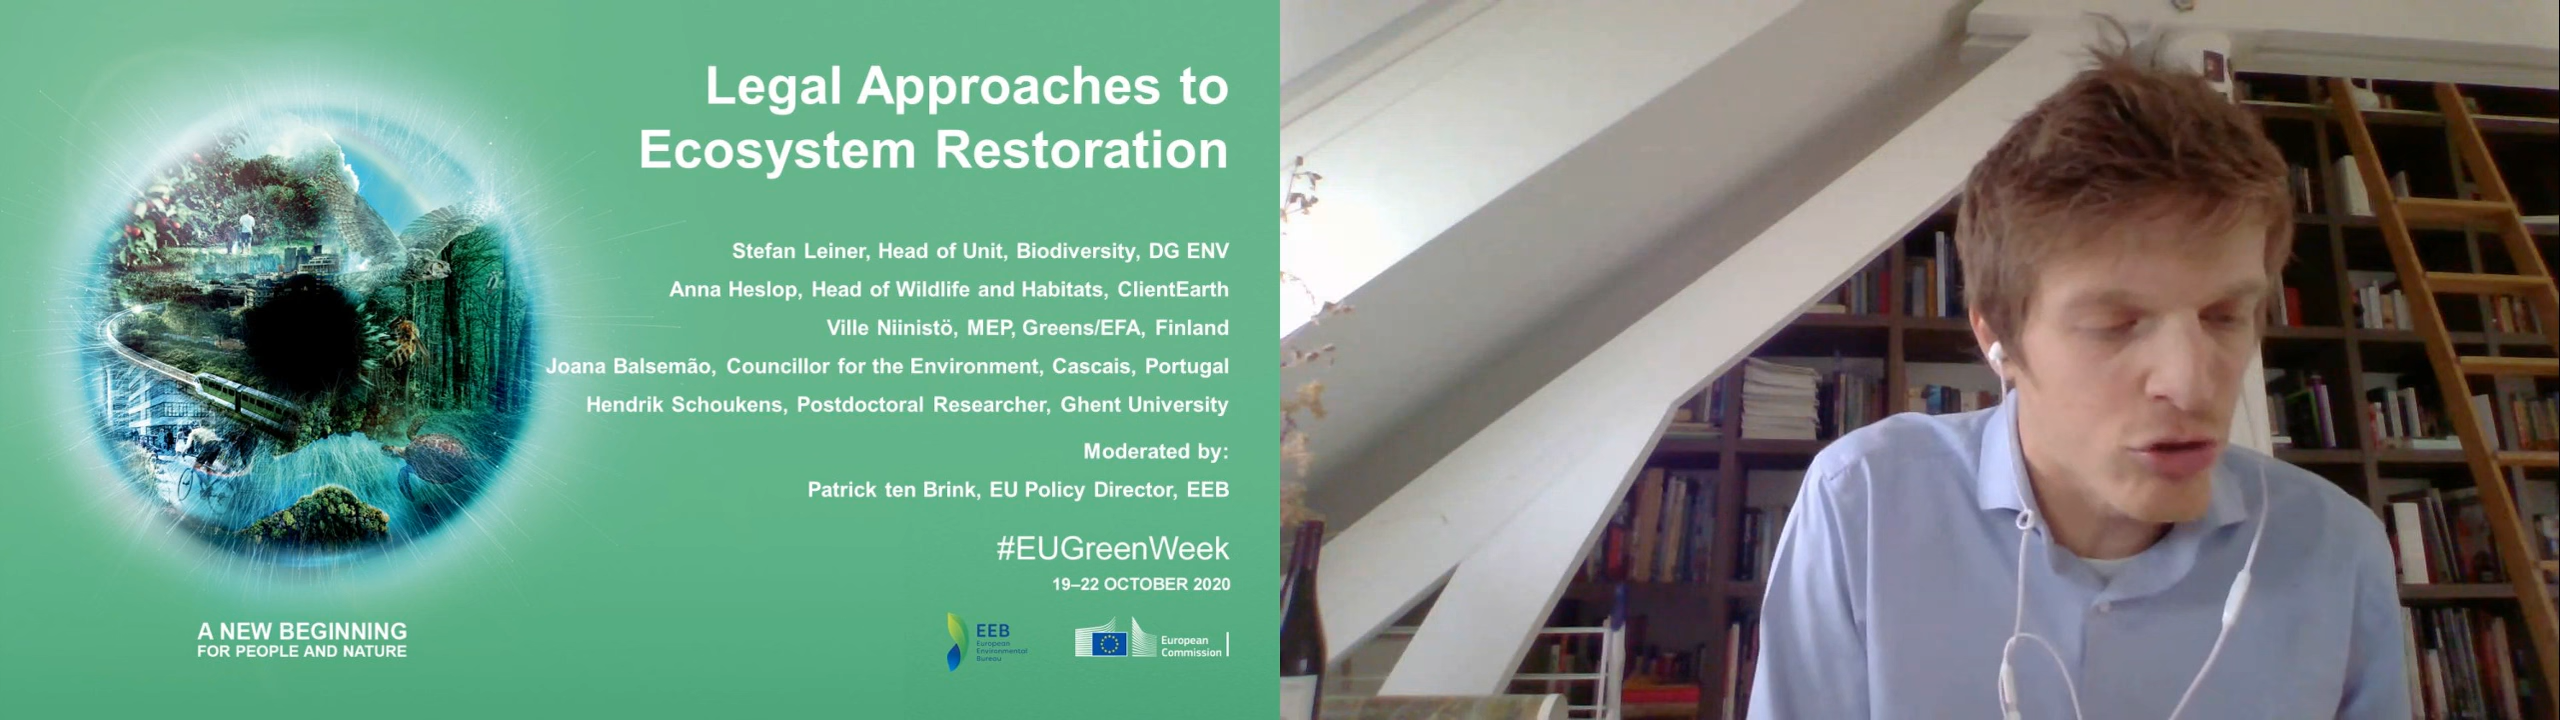 Legal Approaches to
Ecosystem Restoration
Stefan Leiner, Head of Unit, Biodiversity, DG ENV
Anna Heslop, Head of Wildlife and Habitats, ClientEarth
Ville Niinistö, MEP, Greens/EFA, Finland
Joana Balsemão, Councillor for the Environment, Cascais, Portugal
Hendrik Schoukens, Postdoctoral Researcher, Ghent University
Moderated by:
Patrick ten Brink, EU Policy Director, EEB
#EUGreenWeek
19–22 OCTOBER 2020
A NEW BEGINNING
FOR PEOPLE AND NATURE
EEB
European
Environmental
Bureau
European
Commission